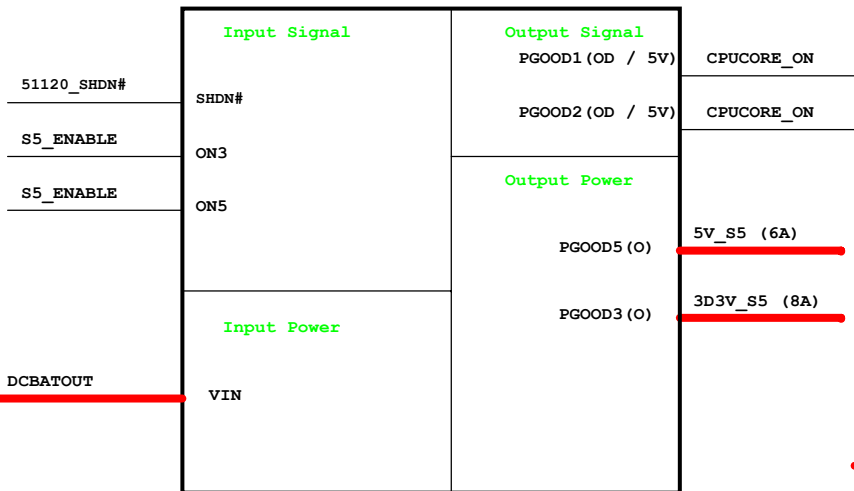 Input Signal
Output Signal
PGOOD1(OD / 5V)
CPUCORE_ON
51120_SHDN#
SHDN#
PGOOD2(OD / 5V)
CPUCORE_ON
S5_ENABLE
ON3
Output Power
S5_ENABLE
ON5
5V_S5 (6A)
PGOOD5(O)
3D3V_S5 (8A)
PGOOD3(O)
Input Power
DCBATOUT
VIN